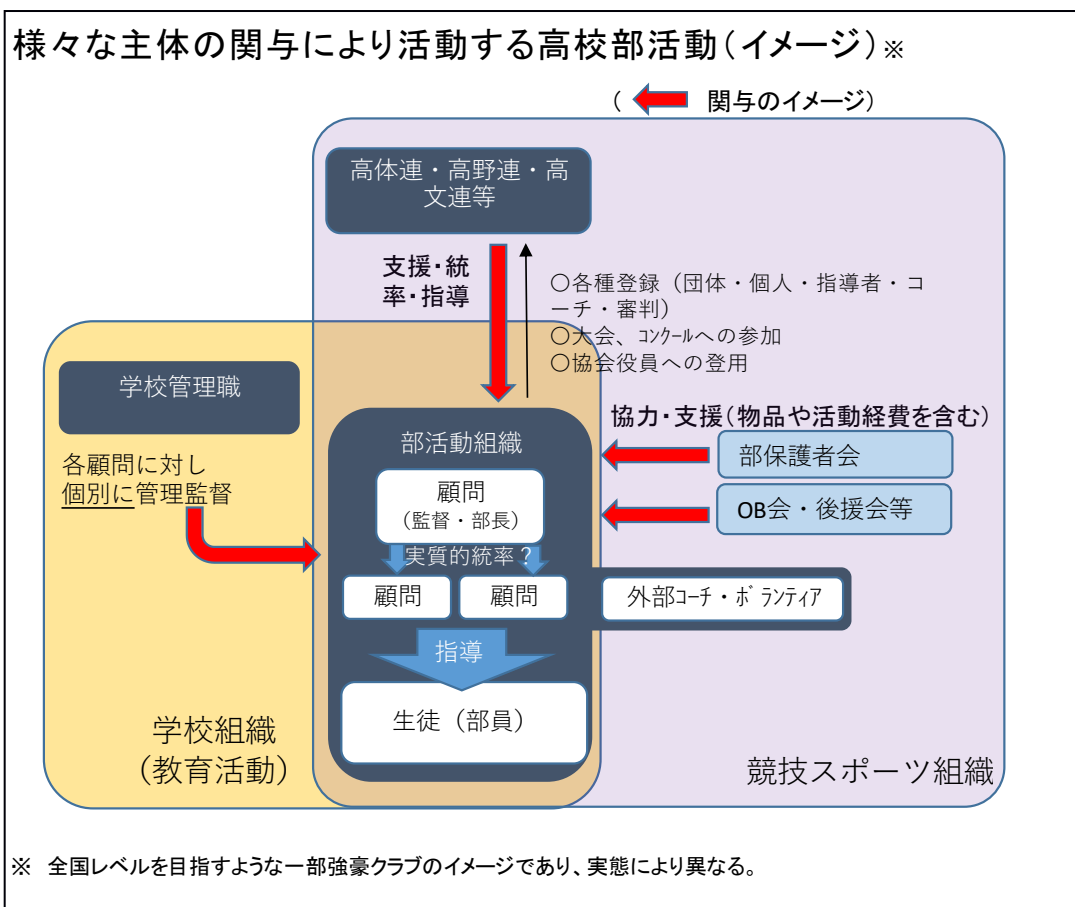 様々な主体の関与により活動する高校部活動(イメージ)※
( 関与のイメージ)
高体連・高野連・高
文連等
支援・統
率・指導
○各種登録（団体・個人・指導者・コ
ーチ・審判）
○大会、ｺﾝｸｰﾙへの参加
○協会役員への登用
学校管理職
各顧問に対し
個別に管理監督
協力・支援(物品や活動経費を含む)
部保護者会
OB会・後援会等
部活動組織
顧問
（監督・部長）
実質的統率？
顧問
顧問
外部ｺｰﾁ・ﾎﾞﾗﾝﾃｨｱ
指導
生徒（部員）
学校組織
（教育活動）
競技スポーツ組織
※ 全国レベルを目指すような一部強豪クラブのイメージであり、実態により異なる。